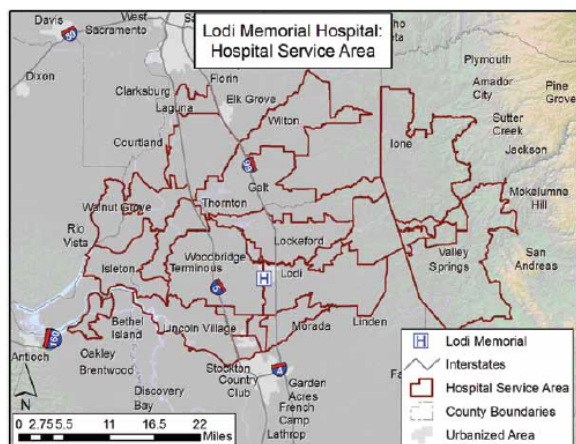 Lodi Memorial Hospital:
Hospital Service Area
Davis
West
Sacramento
Dixon
Florin
Clarksburg
Laguna
Elk Grove
Wilton
Plymouth
Amador
City
Pine
Grove
Sutter
Creek
Ione
Jackson
Courtland
Galt
Mokelumne
Hill
Walnut Grove
Thornton
Rio
Vista
Lockeford
Woodbridge
Terminous
Isleton
Lodi
Valley
Springs
San
Andreas
5
H
Bethel
Island
Lincoln Village
Morada
Linden
Antioch
160
Oakley
Brentwood
Stockton
Country
Club
4
Garden
Acres
Discovery
Bay
French
Camp
Lathrop
N
0 2.75 5.5 11 16.5 22
Miles
H Lodi Memorial
Interstates
Hospital Service Area
County Boundaries
Urbanized Area